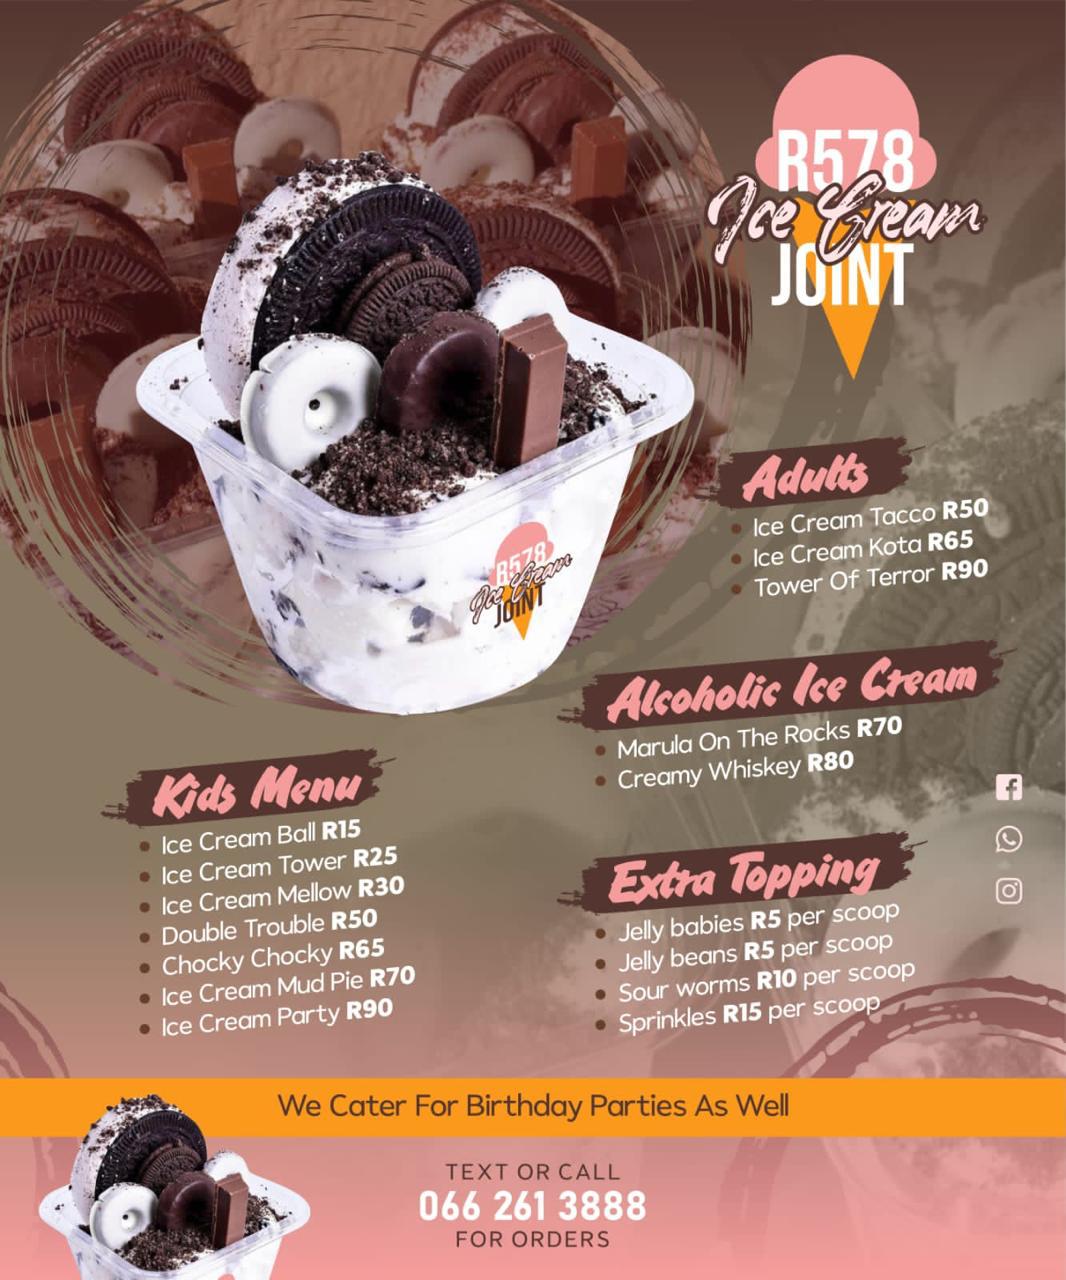 R578
Ice Cream
JOINT
Adults
Ice Cream Tacco R50
Ice Cream Kota R65
Tower Of Terror R90
R578
Ice Cream
JOINT
Alcoholic Ice Cream
Marula On The Rocks R70
Creamy Whiskey R80
Kids Menu
Ice Cream Ball R15
Ice Cream Tower R25
Ice Cream Mellow R30
Double Trouble R50
Chocky Chocky R65
Ice Cream Mud Pie R70
Ice Cream Party R90
Extra Topping
Jelly babies R5 per scoop
Jelly beans R5 per scoop
Sour worms R10 per scoop
Sprinkles R15 per scoop
We Cater For Birthday Parties As Well
TEXT OR CALL
066 261 3888
FOR ORDERS